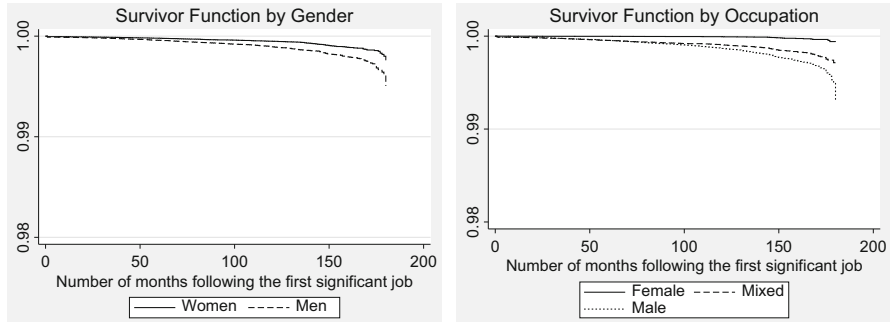 Survivor Function by Gender
1.00
0.99
0.98
0 50 100 150 200
Number of months following the first significant job
Women Men
Survivor Function by Occupation
1.00
0.99
0.98
0 50 100 150 200
Number of months following the first significant job
Female Mixed
Male